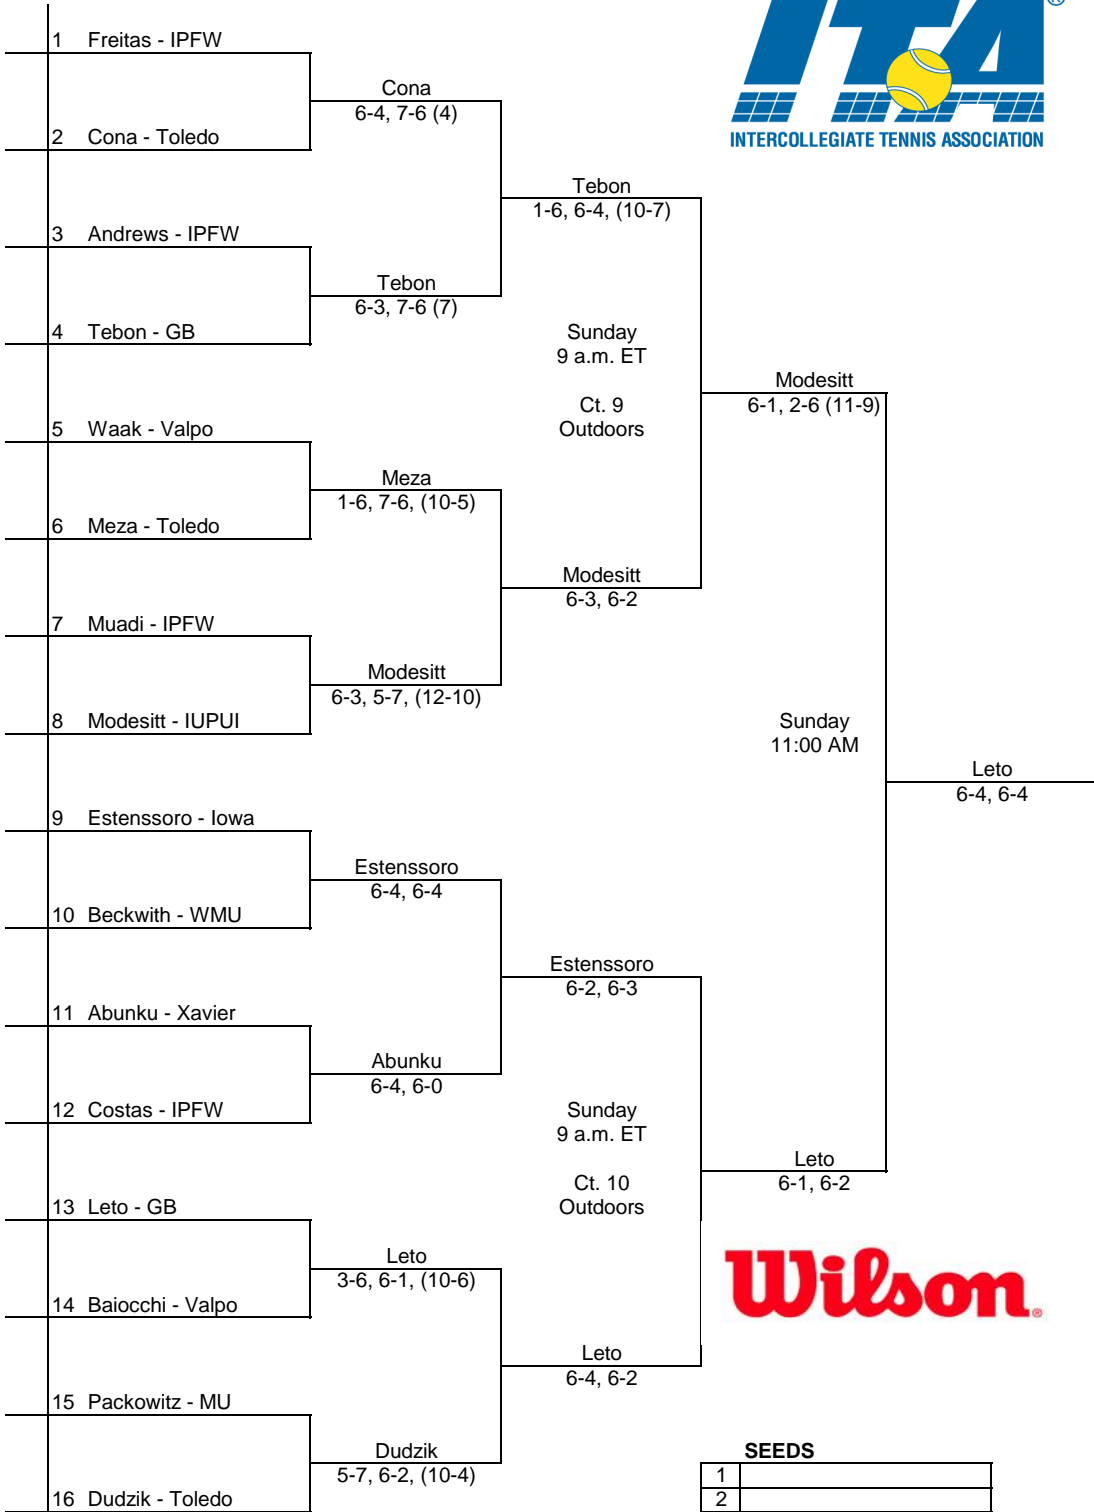 ®
INTERCOLLEGIATE TENNIS ASSOCIATION
1 Freitas - IPFW
Cona
6-4, 7-6 (4)
2 Cona - Toledo
Tebon
1-6, 6-4, (10-7)
3 Andrews - IPFW
Tebon
6-3, 7-6 (7)
4 Tebon - GB
Sunday
9 a.m. ET
Ct. 9
Outdoors
Modesitt
6-1, 2-6 (11-9)
5 Waak - Valpo
Meza
1-6, 7-6, (10-5)
6 Meza - Toledo
Modesitt
6-3, 6-2
7 Muadi - IPFW
Modesitt
6-3, 5-7, (12-10)
8 Modesitt - IUPUI
Sunday
11:00 AM
Leto
6-4, 6-4
9 Estenssoro - Iowa
Estenssoro
6-4, 6-4
10 Beckwith - WMU
Estenssoro
6-2, 6-3
11 Abunku - Xavier
Abunku
6-4, 6-0
12 Costas - IPFW
Sunday
9 a.m. ET
Ct. 10
Outdoors
Leto
6-1, 6-2
13 Leto - GB
Leto
3-6, 6-1, (10-6)
14 Baiocchi - Valpo
Wilson®
Leto
6-4, 6-2
15 Packowitz - MU
Dudzik
5-7, 6-2, (10-4)
16 Dudzik - Toledo
SEEDS
1
2
ITA